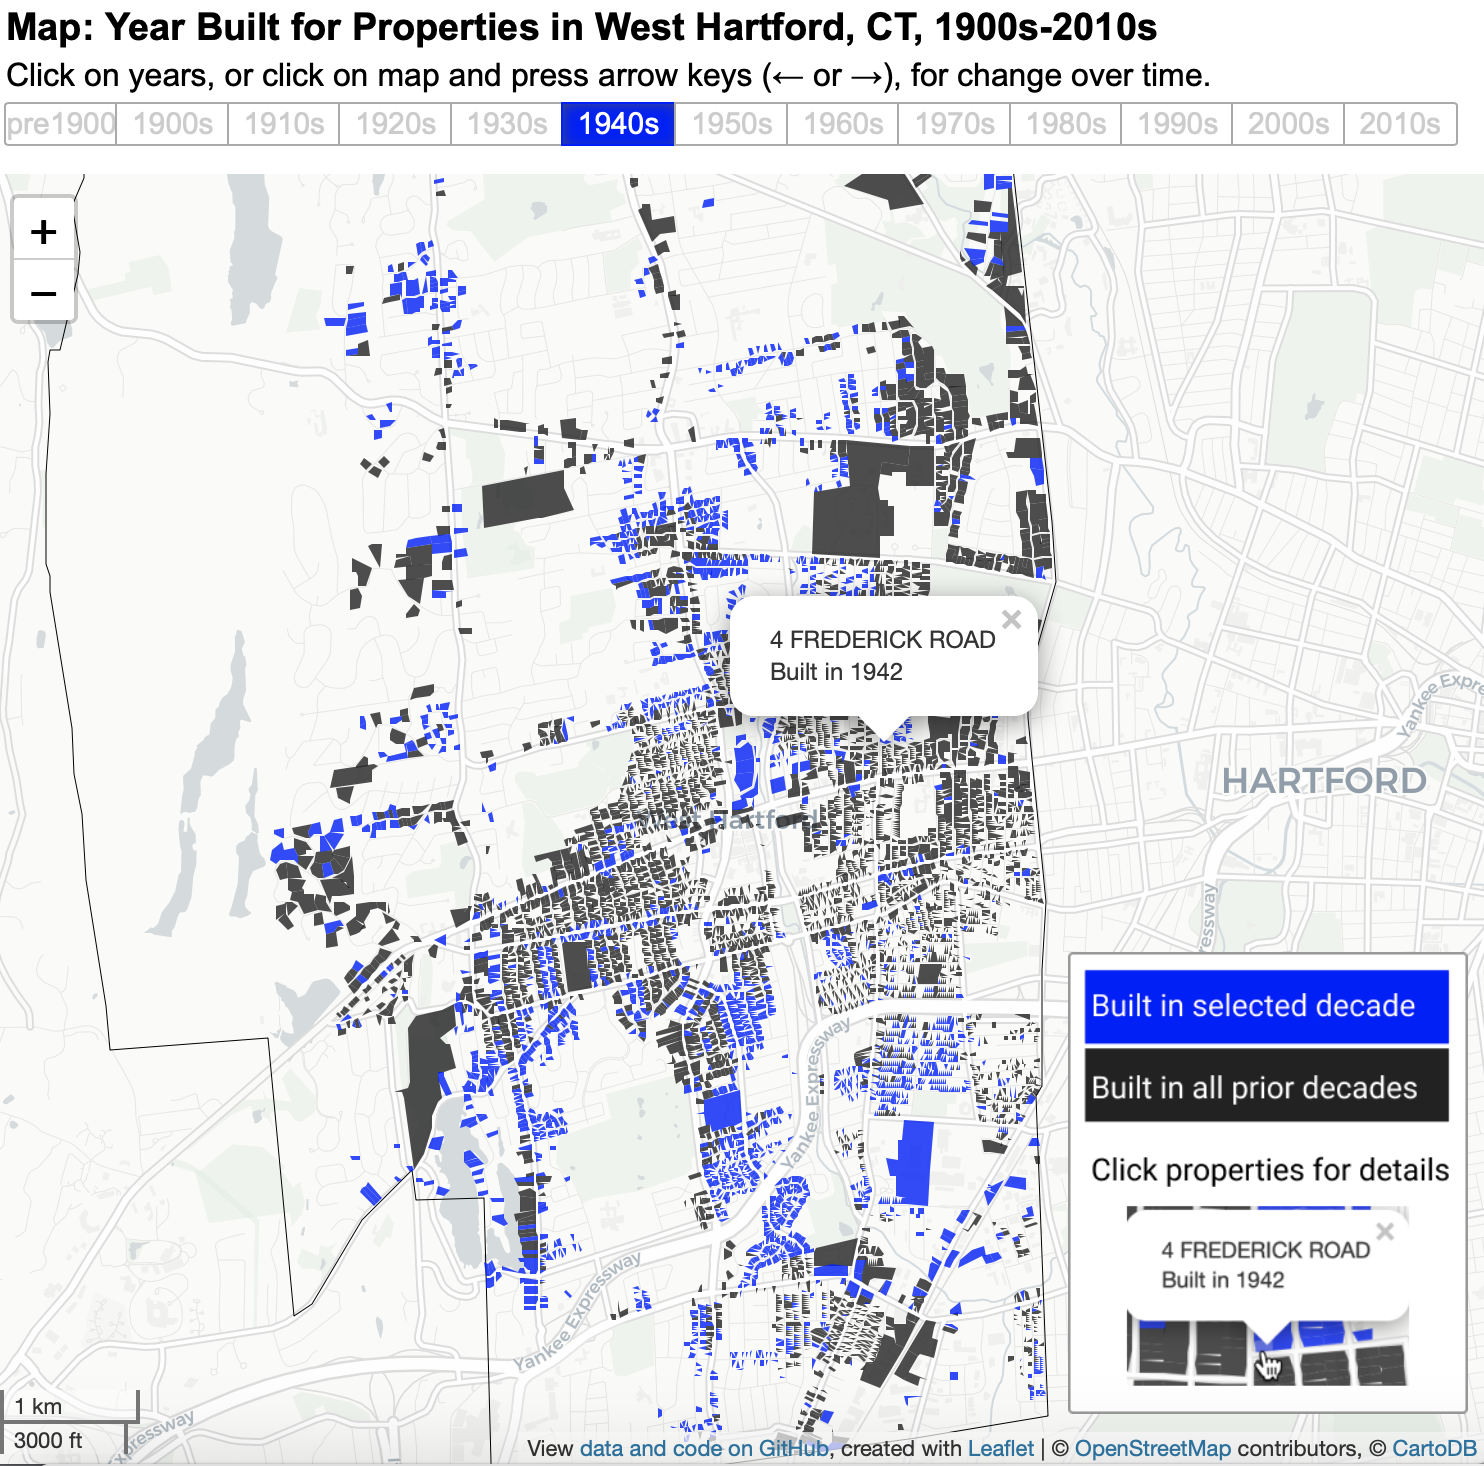 Map: Year Built for Properties in West Hartford, CT, 1900s-2010s
Click on years, or click on map and press arrow keys (← or →), for change over time.
pre1900 1900s 1910s 1920s 1930s 1940s 1950s 1960s 1970s 1980s 1990s 2000s 2010s
+
−
4 FREDERICK ROAD
Built in 1942
×
Yankee Expre
HARTFORD
West Hartford
ressway
Yankee Expressway
Yankee Expressway
pressway
Built in selected decade
Built in all prior decades
Click properties for details
4 FREDERICK ROAD
Built in 1942
×
1 km
3000 ft
View data and code on GitHub, created with Leaflet | © OpenStreetMap contributors, © CartoDB